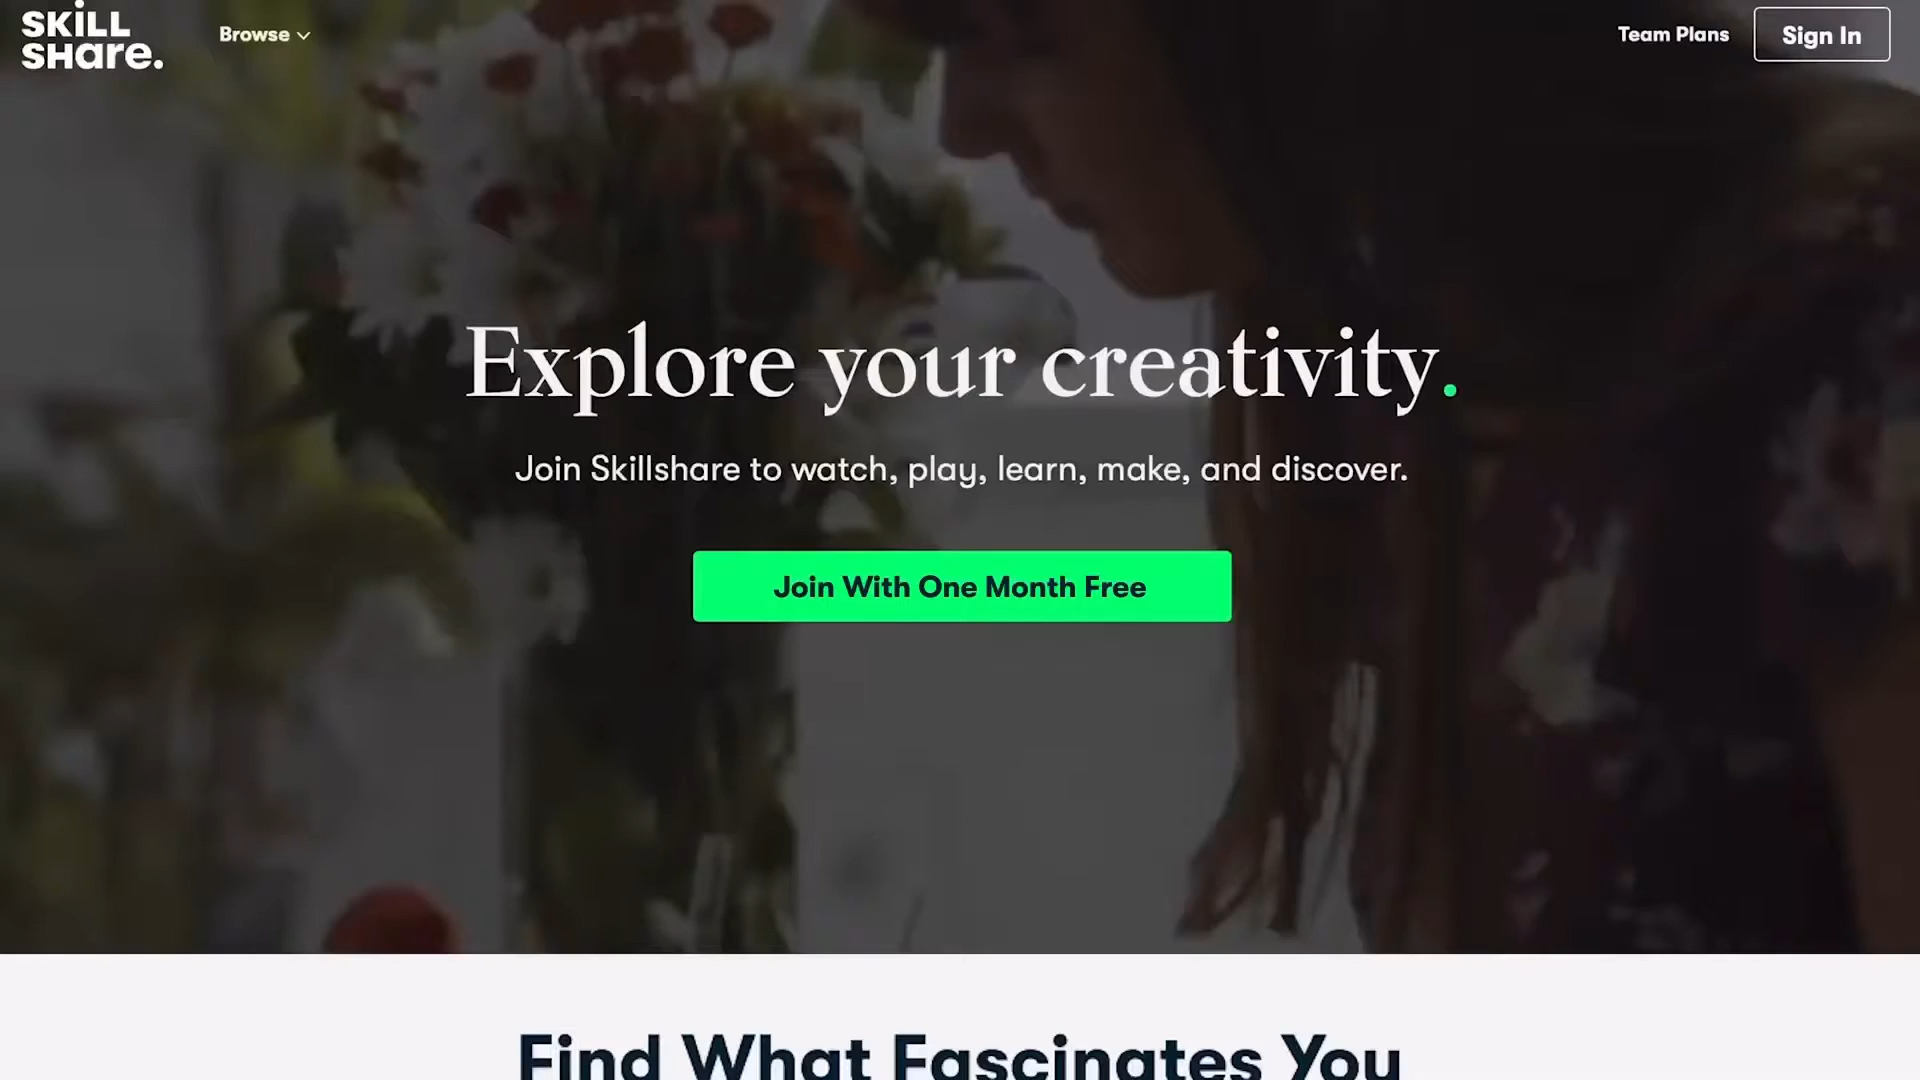 SKiLL
SHare.
Browse
Team Plans
Sign In
Explore your creativity.
Join Skillshare to watch, play, learn, make, and discover.
Join With One Month Free
Find What Fascinates You